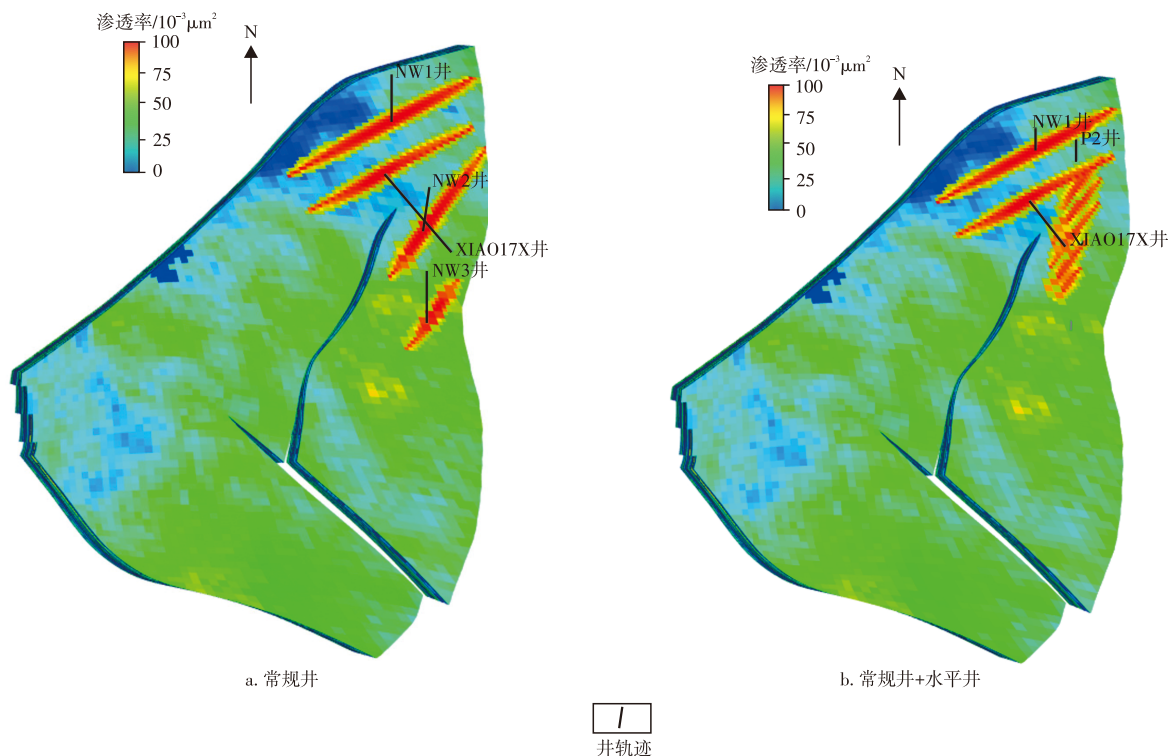 渗透率/10⁻³μm²
100
75
50
25
0
N
NW1井
NW2井
XIAO17X井
NW3井
a. 常规井
渗透率/10⁻³μm²
100
75
50
25
0
N
NW1井
P2井
XIAO17X井
b. 常规井+水平井
井轨迹